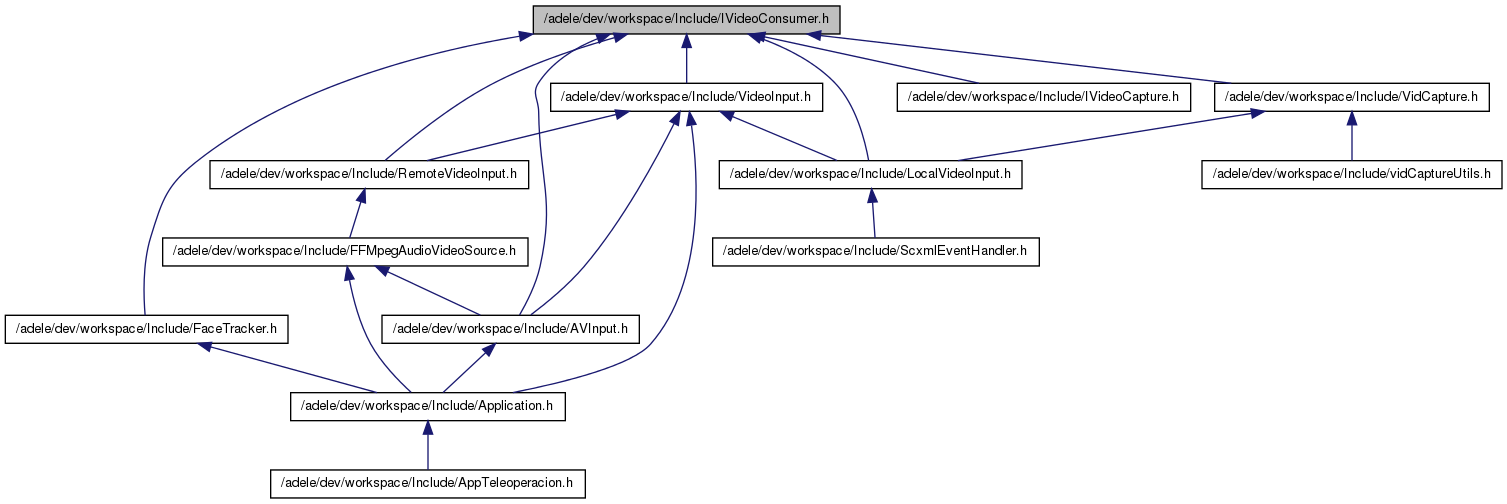 /adele/dev/workspace/Include/IVideoConsumer.h
/adele/dev/workspace/Include/VideoInput.h
/adele/dev/workspace/Include/IVideoCapture.h
/adele/dev/workspace/Include/VidCapture.h
/adele/dev/workspace/Include/RemoteVideoInput.h
/adele/dev/workspace/Include/LocalVideoInput.h
/adele/dev/workspace/Include/vidCaptureUtils.h
/adele/dev/workspace/Include/FFMpegAudioVideoSource.h
/adele/dev/workspace/Include/ScxmlEventHandler.h
/adele/dev/workspace/Include/FaceTracker.h
/adele/dev/workspace/Include/AVInput.h
/adele/dev/workspace/Include/Application.h
/adele/dev/workspace/Include/AppTeleoperacion.h